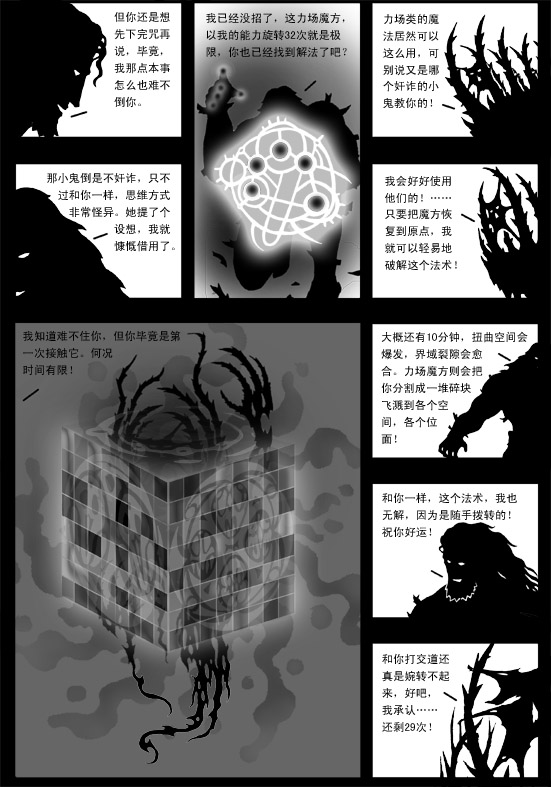 但你还是想
先下完咒再
说，毕竟，
我那点本事
怎么也难不
倒你。
我已经没招了，这力场魔方，
以我的能力旋转32次就是极
限，你也已经找到解法了吧？
力场类的魔
法居然可以
这么用，可
别说又是哪
个奸诈的小
鬼教你的！
那小鬼倒是不奸诈，只不
过和你一样，思维方式
非常怪异。她提了个
设想，我就
慷慨借用了。
我会好好使用
他们的！……
只要把魔方恢
复到原点，我
就可以轻易地
破解这个法术！
我知道难不住你，但你毕竟是第
一次接触它。何况
时间有限！
大概还有10分钟，扭曲空间会
爆发，界域裂隙会愈
合。力场魔方则会把
你分割成一堆碎块
飞溅到各个空
间，各个位
面！
和你一样，这个法术，我也
无解，因为是随手拨转的！
祝你好运！
和你打交道还
真是婉转不起
来，好吧，
我承认……
还剩29次！